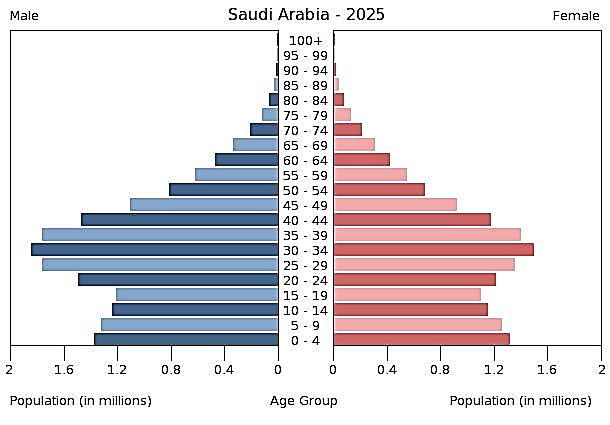 Male Saudi Arabia - 2025 Female
100+
95 - 99
90 - 94
85 - 89
80 - 84
75 - 79
70 - 74
65 - 69
60 - 64
55 - 59
50 - 54
45 - 49
40 - 44
35 - 39
30 - 34
25 - 29
20 - 24
15 - 19
10 - 14
5 - 9
0 - 4
2 1.6 1.2 0.8 0.4 0 0 0.4 0.8 1.2 1.6 2
Population (in millions) Age Group Population (in millions)